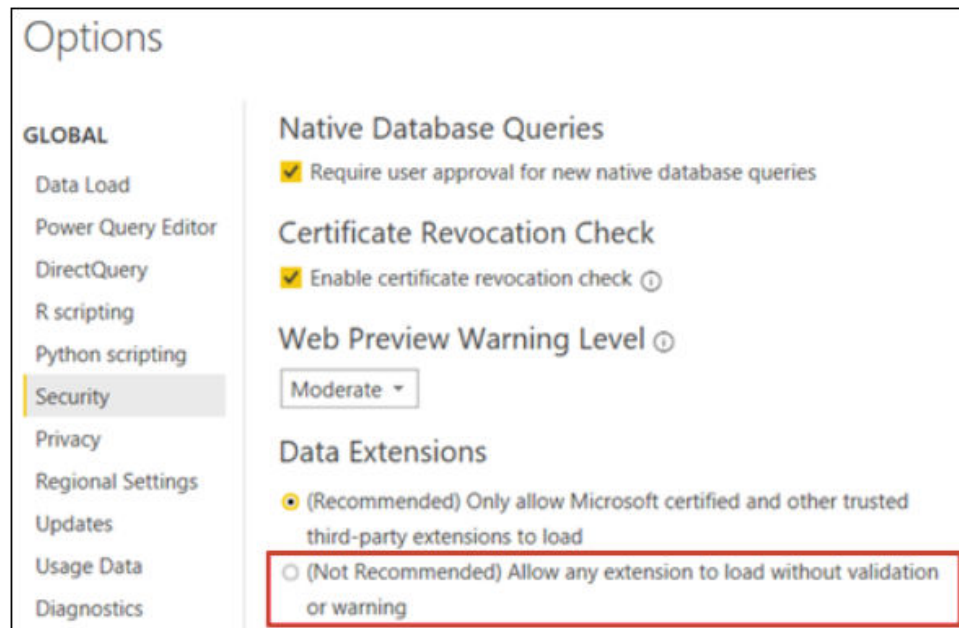 Options
GLOBAL
Data Load
Power Query Editor
DirectQuery
R scripting
Python scripting
Security
Privacy
Regional Settings
Updates
Usage Data
Diagnostics
Native Database Queries
Require user approval for new native database queries
Certificate Revocation Check
Enable certificate revocation check
Web Preview Warning Level
Moderate
Data Extensions
(Recommended) Only allow Microsoft certified and other trusted
third-party extensions to load
(Not Recommended) Allow any extension to load without validation
or warning